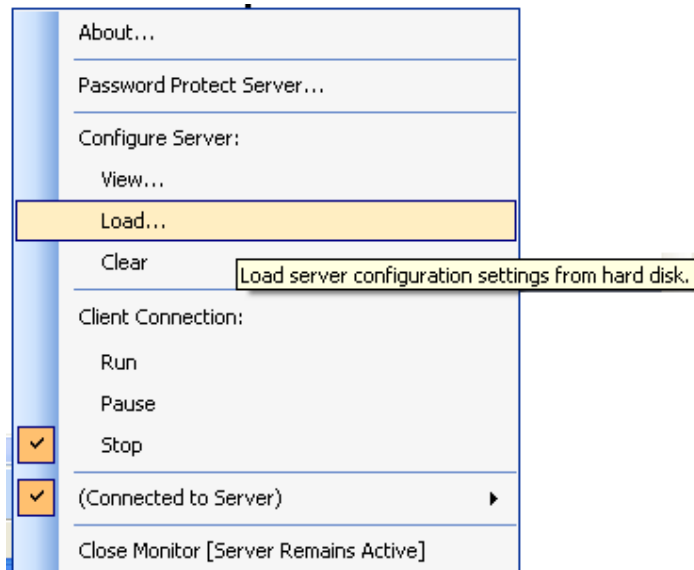 About...
Password Protect Server...
Configure Server:
View...
Load...
Clear
Load server configuration settings from hard disk.
Client Connection:
Run
Pause
Stop
(Connected to Server)
Close Monitor [Server Remains Active]